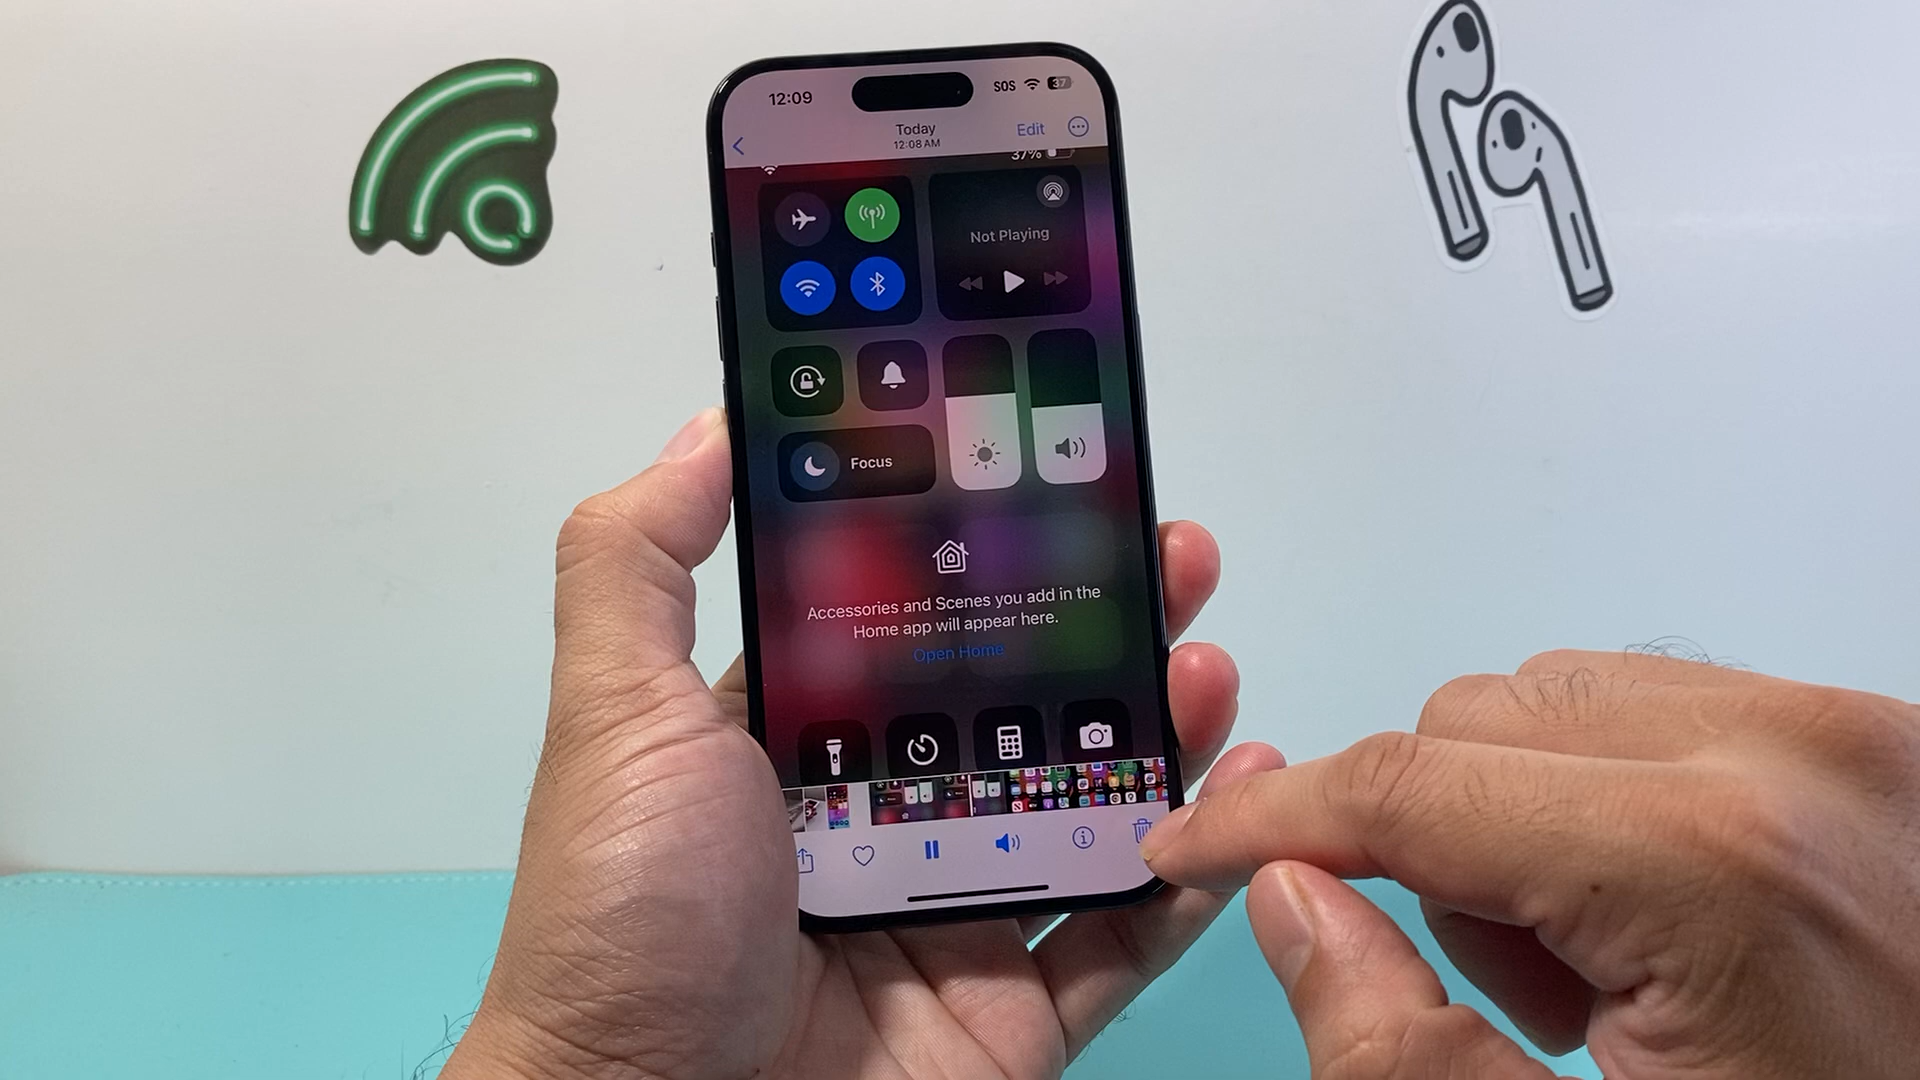 12:09
SOS 37
Today
12:08 AM
Edit
37%
Not Playing
Focus
Accessories and Scenes you add in the
Home app will appear here.
Open Home